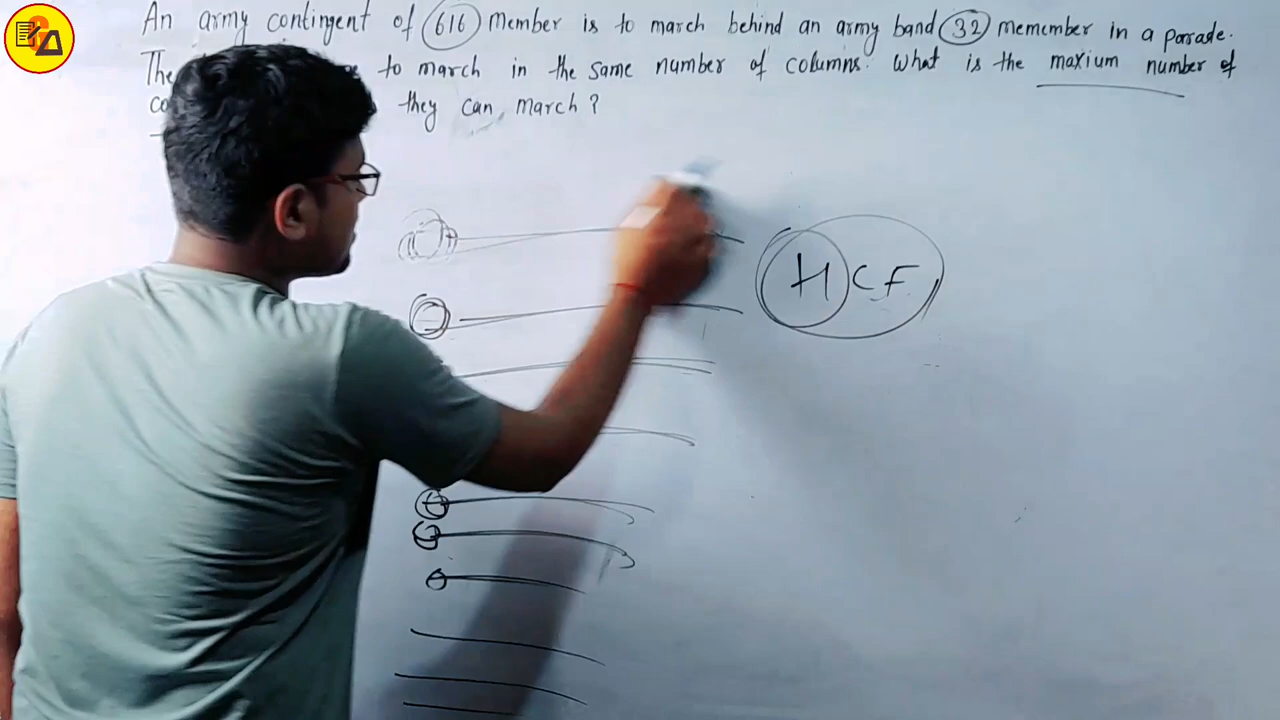 An army contingent of 616 member is to march behind an army band 32 memember in a parade.
The to march in the same number of columns. What is the maxium number of
co they can march?
HCF